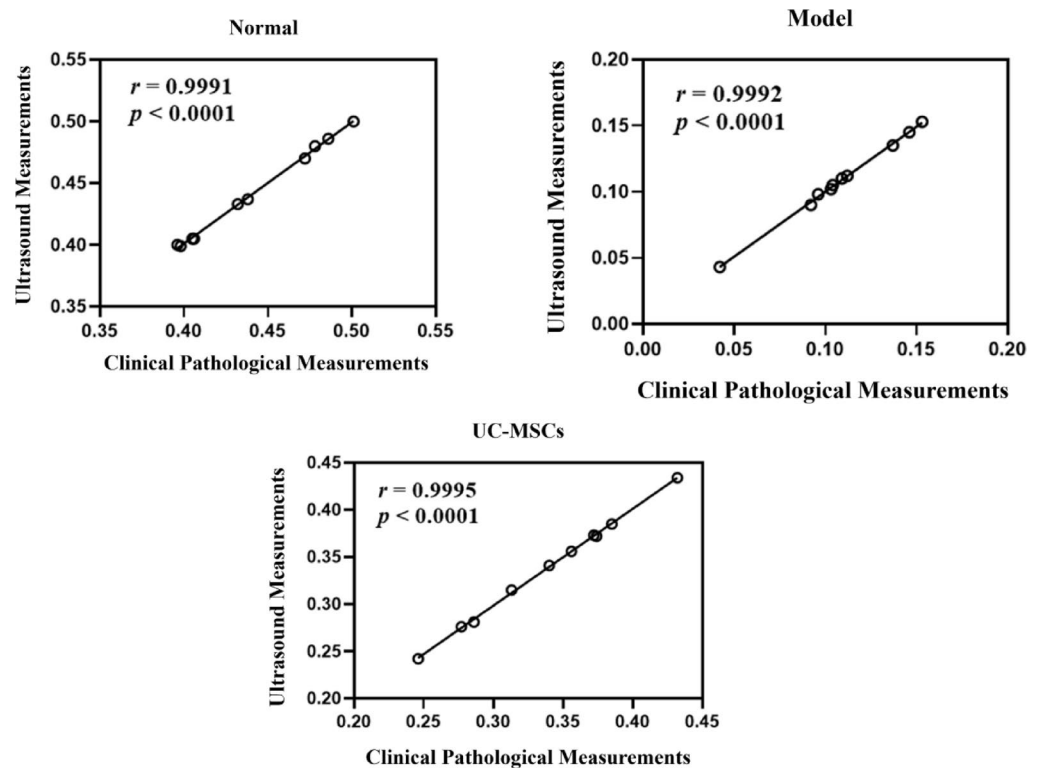 Normal
Ultrasound Measurements
r = 0.9991
p < 0.0001
0.55
0.50
0.45
0.40
0.35
0.35 0.40 0.45 0.50 0.55
Clinical Pathological Measurements
Model
Ultrasound Measurements
r = 0.9992
p < 0.0001
0.20
0.15
0.10
0.05
0.00
0.00 0.05 0.10 0.15 0.20
Clinical Pathological Measurements
UC-MSCs
Ultrasound Measurements
r = 0.9995
p < 0.0001
0.45
0.40
0.35
0.30
0.25
0.20
0.20 0.25 0.30 0.35 0.40 0.45
Clinical Pathological Measurements